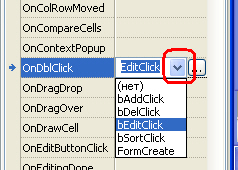 OnColRowMoved
OnCompareCells
OnContextPopup
OnDblClick EditClick ...
OnDragDrop (нет)
OnDragOver bAddClick
bDelClick
OnDrawCell bEditClick
OnEditButtonClick bSortClick
FormCreate
OnEditingDone